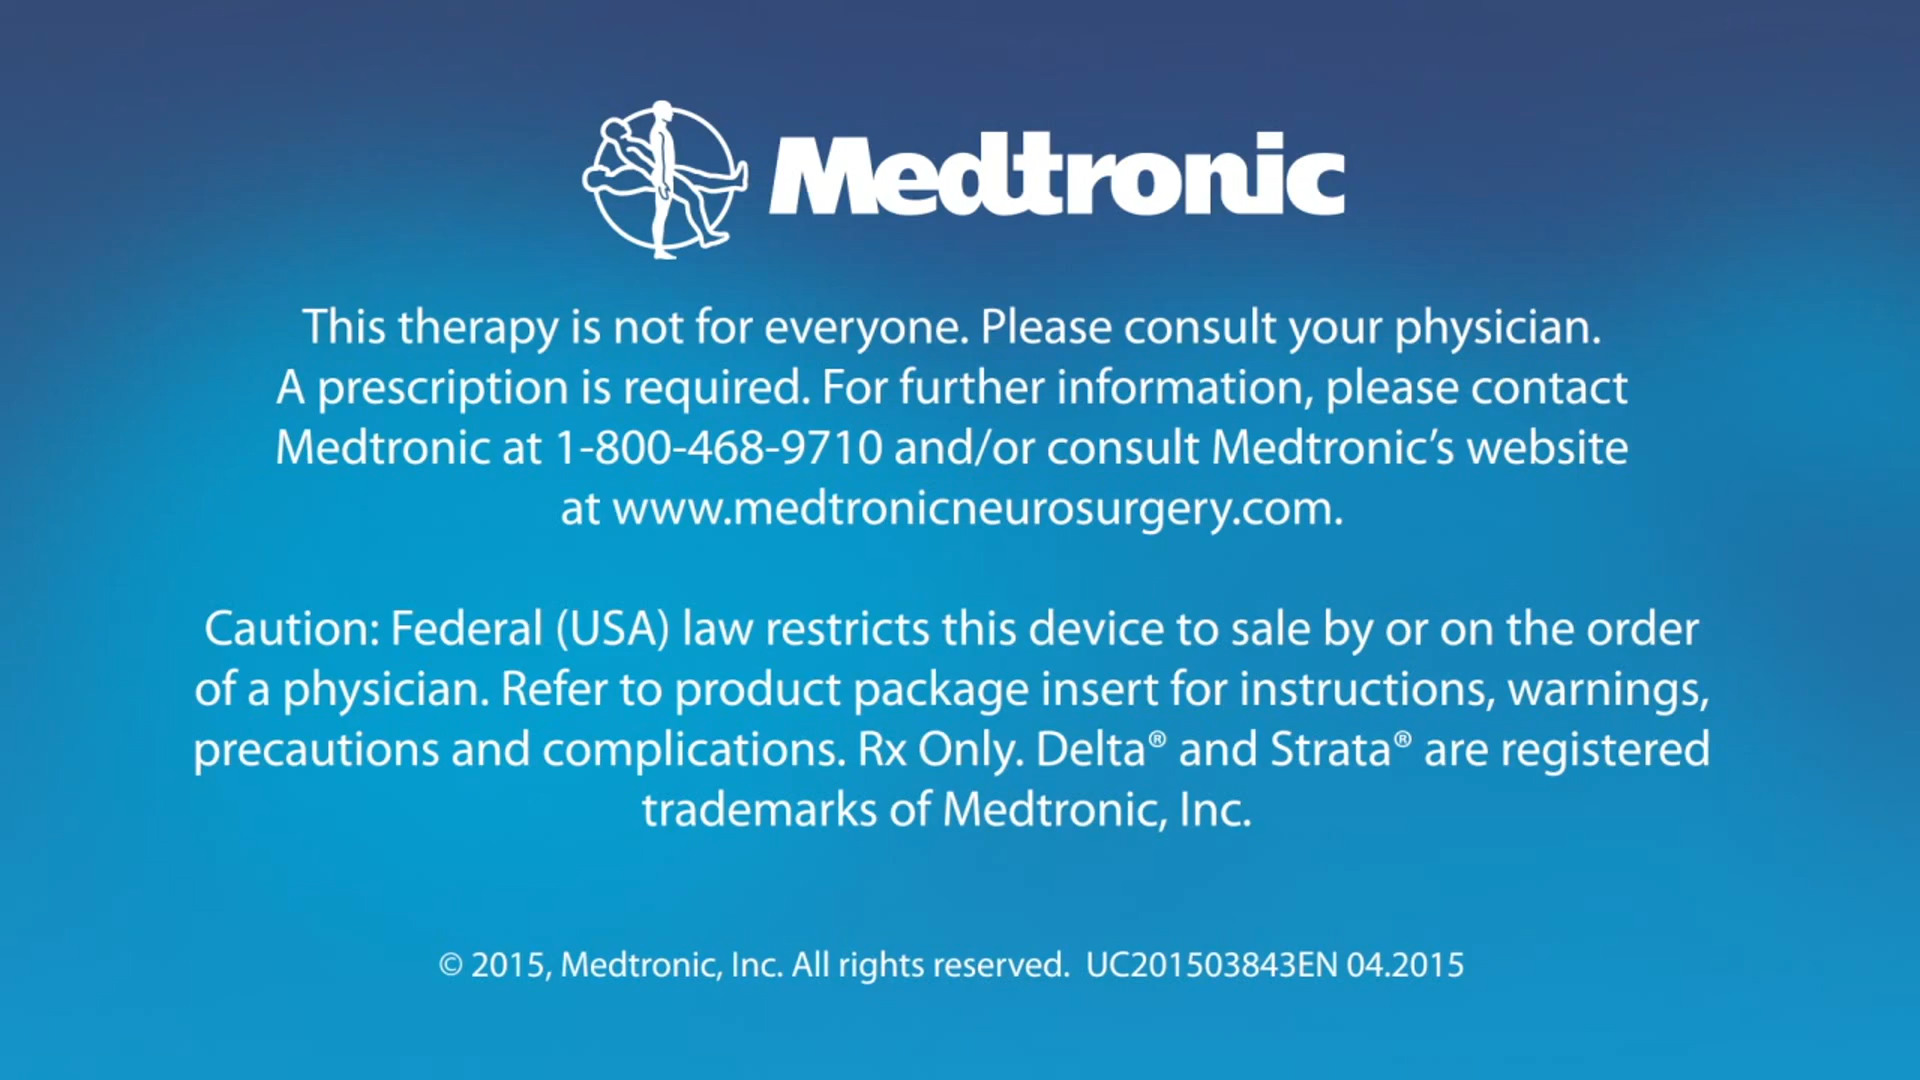 Medtronic
This therapy is not for everyone. Please consult your physician.
A prescription is required. For further information, please contact
Medtronic at 1-800-468-9710 and/or consult Medtronic’s website
at www.medtronicneurosurgery.com.
Caution: Federal (USA) law restricts this device to sale by or on the order
of a physician. Refer to product package insert for instructions, warnings,
precautions and complications. Rx Only. Delta® and Strata® are registered
trademarks of Medtronic, Inc.
© 2015, Medtronic, Inc. All rights reserved.  UC201503843EN 04.2015